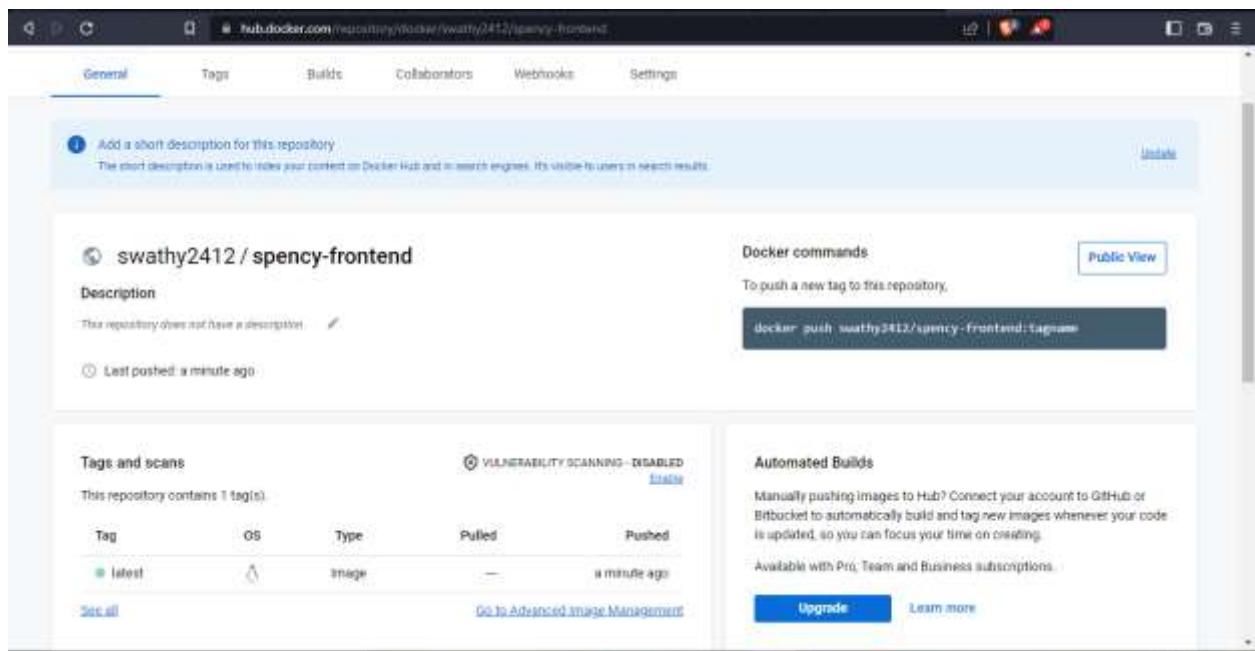 hub.docker.com/repository/docker/swathy2412/spency-frontend
General Tags Builds Collaborators Webhooks Settings
Add a short description for this repository
The short description is used to index your content on Docker Hub and in search engines. It's visible to users in search results.
Update
swathy2412 / spency-frontend
Description
This repository does not have a description
Last pushed: a minute ago
Docker commands
Public View
To push a new tag to this repository,
docker push swathy2412/spency-frontend:tagname
Tags and scans
VULNERABILITY SCANNING - DISABLED
Enable
This repository contains 1 tag(s).
Tag OS Type Pulled Pushed
latest Image — a minute ago
See all
Go to Advanced Image Management
Automated Builds
Manually pushing images to Hub? Connect your account to GitHub or
Bitbucket to automatically build and tag new images whenever your code
is updated, so you can focus your time on creating.
Available with Pro, Team and Business subscriptions.
Upgrade Learn more